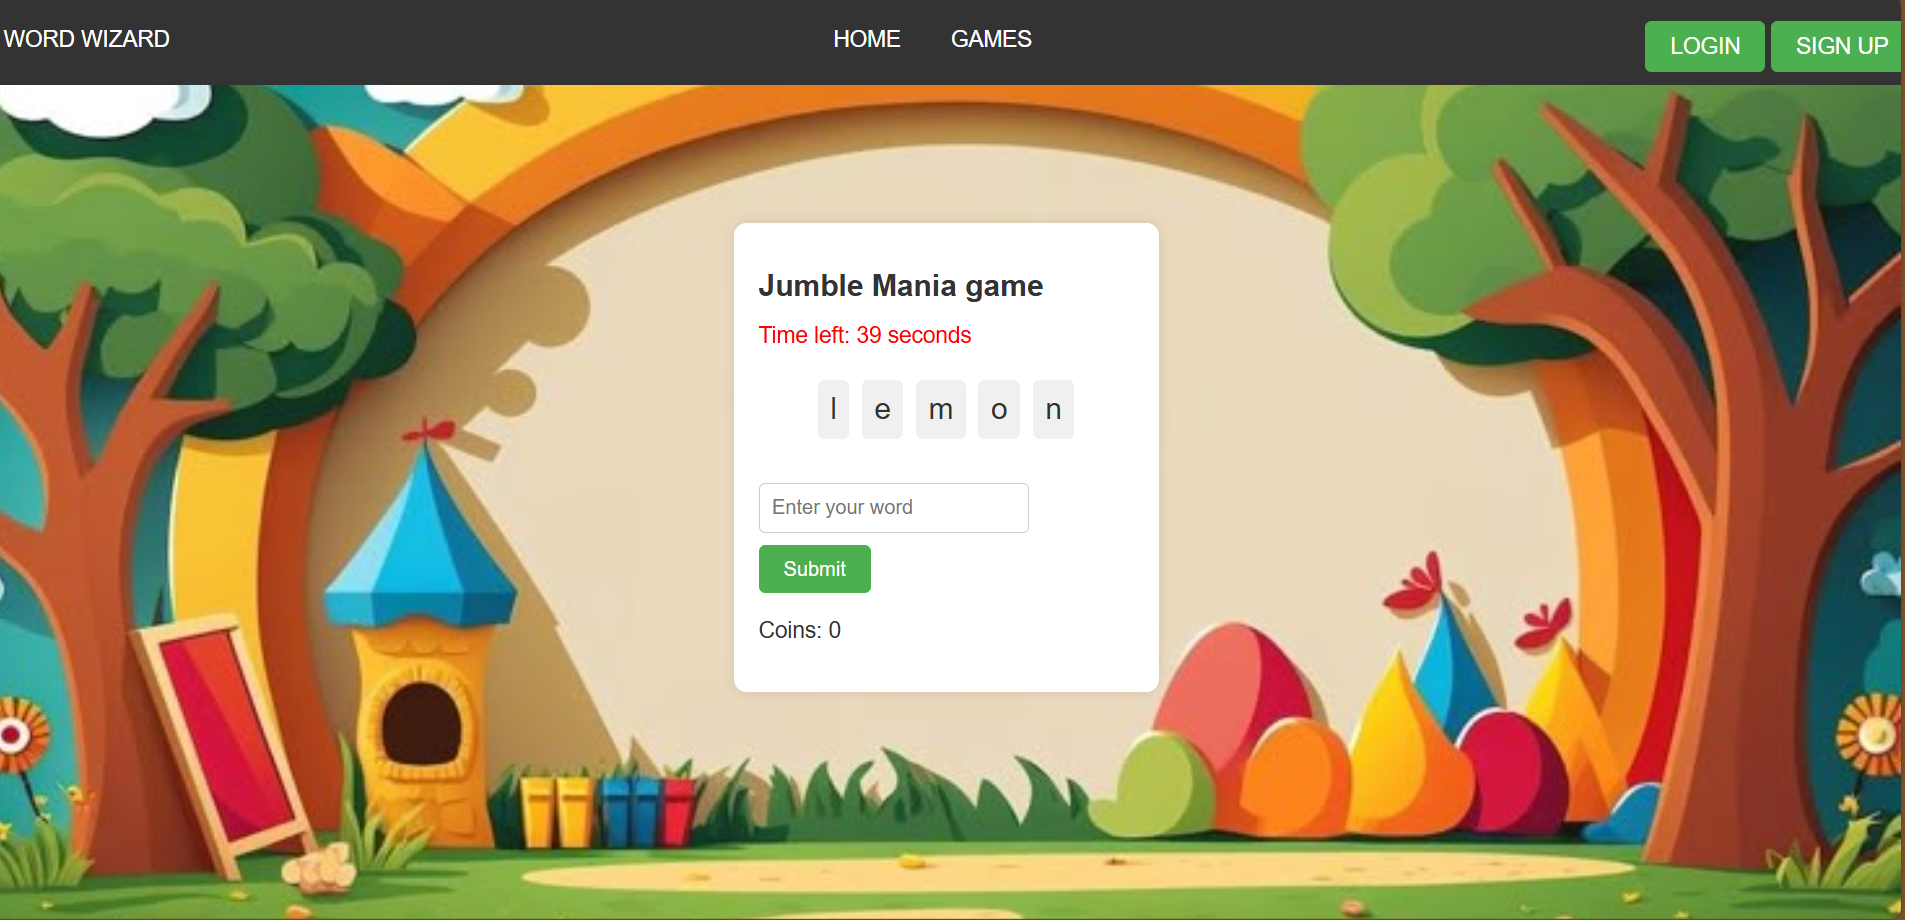 WORD WIZARD HOME GAMES LOGIN SIGN UP
Jumble Mania game
Time left: 39 seconds
l e m o n
Enter your word
Submit
Coins: 0